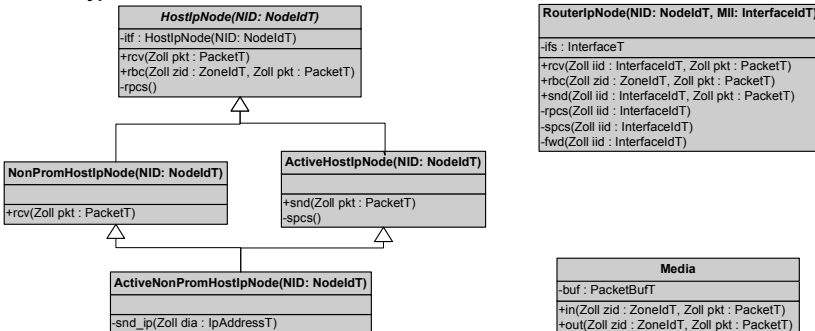 HostIpNode(NID: NodeIdT)
-itf : HostIpNode(NID: NodeIdT)
+rcv(Zoll pkt : PacketT)
+rbc(Zoll zid : ZoneIdT, Zoll pkt : PacketT)
-rpcs()
RouterIpNode(NID: NodeIdT, MII: InterfaceIdT)
-ifs : InterfaceT
+rcv(Zoll iid : InterfaceIdT, Zoll pkt : PacketT)
+rbc(Zoll zid : ZoneIdT, Zoll pkt : PacketT)
+snd(Zoll iid : InterfaceIdT, Zoll pkt : PacketT)
-rpcs(Zoll iid : InterfaceIdT)
-spcs(Zoll iid : InterfaceIdT)
-fwd(Zoll iid : InterfaceIdT)
NonPromHostIpNode(NID: NodeIdT)
+rcv(Zoll pkt : PacketT)
ActiveHostIpNode(NID: NodeIdT)
+snd(Zoll pkt : PacketT)
-spcs()
ActiveNonPromHostIpNode(NID: NodeIdT)
-snd_ip(Zoll dia : IpAddressT)
Media
-buf : PacketBufT
+in(Zoll zid : ZoneIdT, Zoll pkt : PacketT)
+out(Zoll zid : ZoneIdT, Zoll pkt : PacketT)